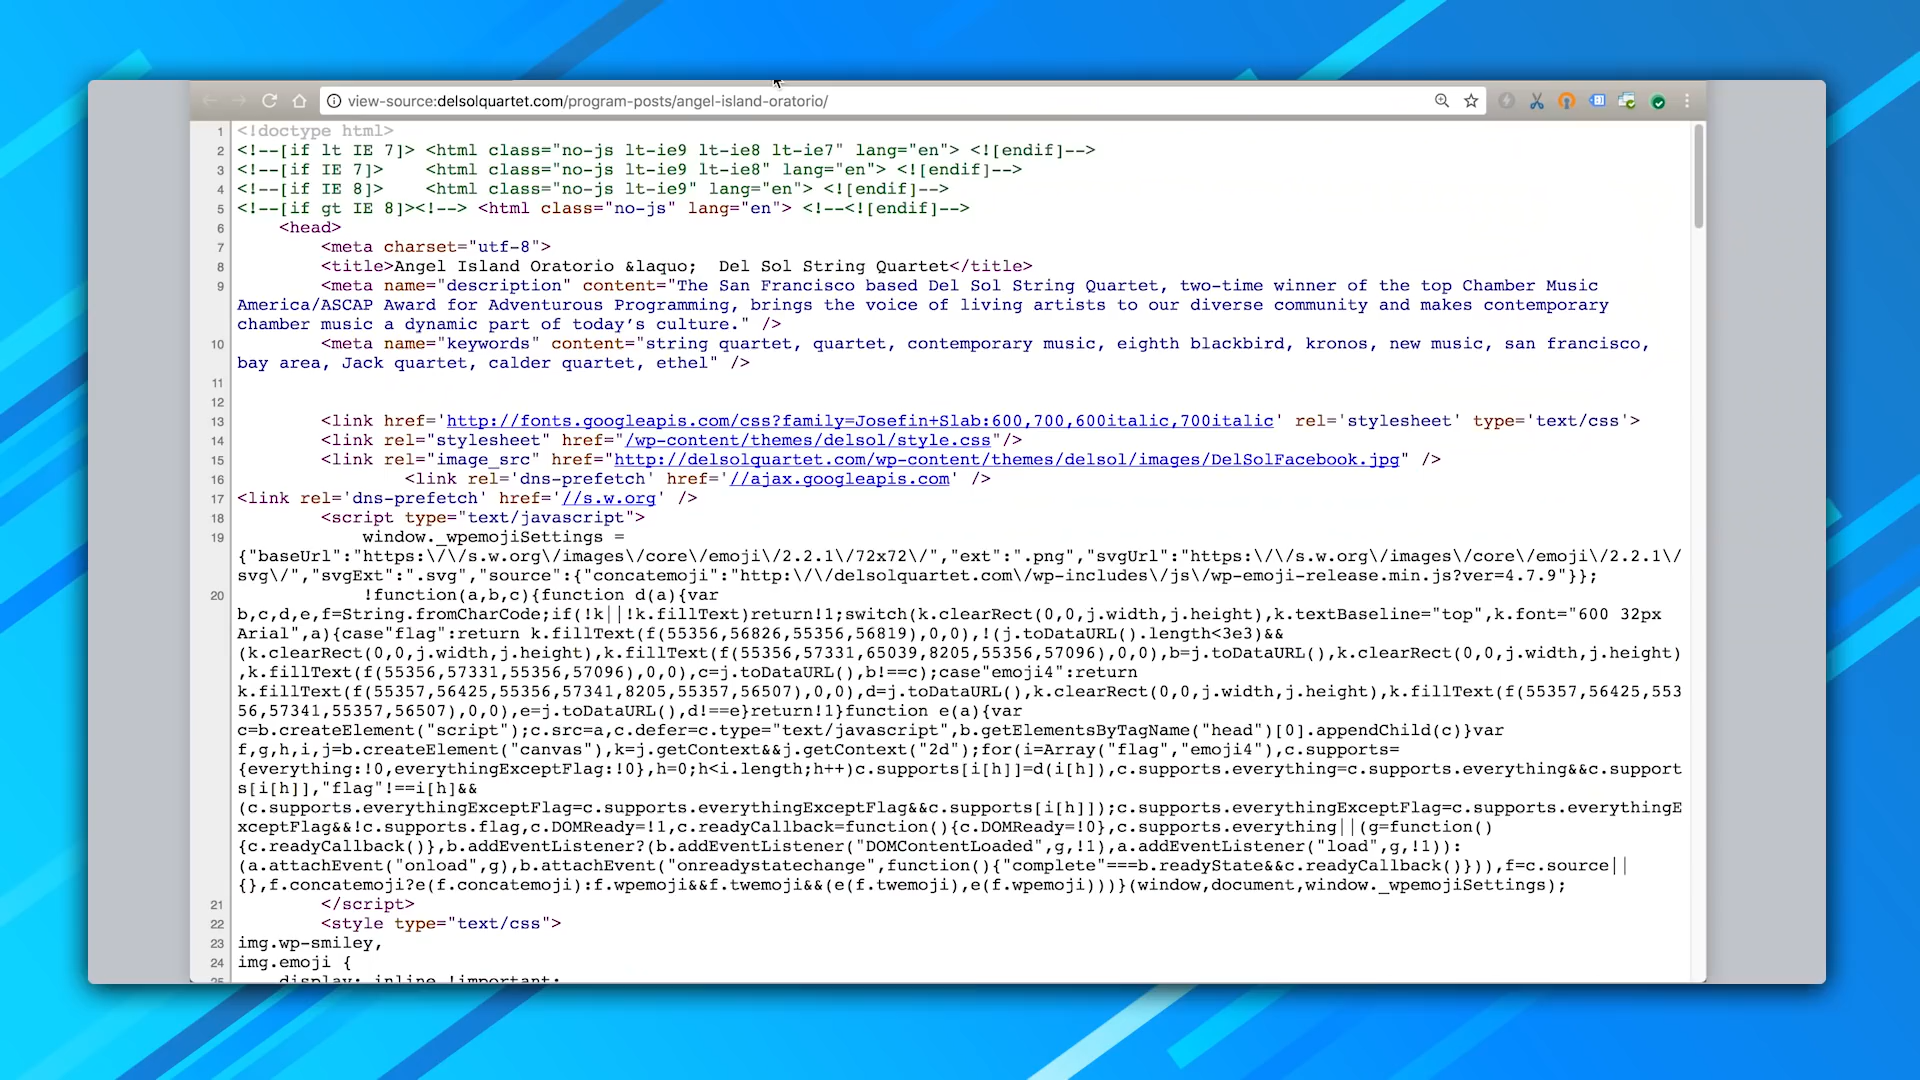 view-source:delsolquartet.com/program-posts/angel-island-oratorio/
1 <!doctype html>
2 <!--[if lt IE 7]> <html class="no-js lt-ie9 lt-ie8 lt-ie7" lang="en"> <![endif]-->
3 <!--[if IE 7]>    <html class="no-js lt-ie9 lt-ie8" lang="en"> <![endif]-->
4 <!--[if IE 8]>    <html class="no-js lt-ie9" lang="en"> <![endif]-->
5 <!--[if gt IE 8]><!--> <html class="no-js" lang="en"> <!--<![endif]-->
6     <head>
7         <meta charset="utf-8">
8         <title>Angel Island Oratorio &laquo;  Del Sol String Quartet</title>
9         <meta name="description" content="The San Francisco based Del Sol String Quartet, two-time winner of the top Chamber Music
America/ASCAP Award for Adventurous Programming, brings the voice of living artists to our diverse community and makes contemporary
chamber music a dynamic part of today’s culture." />
10         <meta name="keywords" content="string quartet, quartet, contemporary music, eighth blackbird, kronos, new music, san francisco,
bay area, Jack quartet, calder quartet, ethel" />
11
12
13         <link href='http://fonts.googleapis.com/css?family=Josefin+Slab:600,700,600italic,700italic' rel='stylesheet' type='text/css'>
14         <link rel="stylesheet" href="/wp-content/themes/delsol/style.css"/>
15         <link rel="image_src" href="http://delsolquartet.com/wp-content/themes/delsol/images/DelSolFacebook.jpg" />
16                 <link rel='dns-prefetch' href='//ajax.googleapis.com' />
17 <link rel='dns-prefetch' href='//s.w.org' />
18         <script type="text/javascript">
19             window._wpemojiSettings =
{"baseUrl":"https:\/\/s.w.org\/images\/core\/emoji\/2.2.1\/72x72\/","ext":".png","svgUrl":"https:\/\/s.w.org\/images\/core\/emoji\/2.2.1\/
svg\/","svgExt":".svg","source":{"concatemoji":"http:\/\/delsolquartet.com\/wp-includes\/js\/wp-emoji-release.min.js?ver=4.7.9"}};
20             !function(a,b,c){function d(a){var
b,c,d,e,f=String.fromCharCode;if(!k||!k.fillText)return!1;switch(k.clearRect(0,0,j.width,j.height),k.textBaseline="top",k.font="600 32px
Arial",a){case"flag":return k.fillText(f(55356,56826,55356,56819),0,0),!(j.toDataURL().length<3e3)&&
(k.clearRect(0,0,j.width,j.height),k.fillText(f(55356,57331,65039,8205,55356,57096),0,0),b=j.toDataURL(),k.clearRect(0,0,j.width,j.height)
,k.fillText(f(55356,57331,55356,57096),0,0),c=j.toDataURL(),b!==c);case"emoji4":return
k.fillText(f(55357,56425,55356,57341,8205,55357,56507),0,0),d=j.toDataURL(),k.clearRect(0,0,j.width,j.height),k.fillText(f(55357,56425,553
56,57341,55357,56507),0,0),e=j.toDataURL(),d!==e}return!1}function e(a){var
c=b.createElement("script");c.src=a,c.defer=c.type="text/javascript",b.getElementsByTagName("head")[0].appendChild(c)}var
f,g,h,i,j=b.createElement("canvas"),k=j.getContext&&j.getContext("2d");for(i=Array("flag","emoji4"),c.supports=
{everything:!0,everythingExceptFlag:!0},h=0;h<i.length;h++)c.supports[i[h]]=d(i[h]),c.supports.everything=c.supports.everything&&c.support
s[i[h]],"flag"!==i[h]&&
(c.supports.everythingExceptFlag=c.supports.everythingExceptFlag&&c.supports[i[h]]);c.supports.everythingExceptFlag=c.supports.everythingE
xceptFlag&&!c.supports.flag,c.DOMReady=!1,c.readyCallback=function(){c.DOMReady=!0},c.supports.everything||(g=function()
{c.readyCallback()},b.addEventListener?(b.addEventListener("DOMContentLoaded",g,!1),a.addEventListener("load",g,!1)):
(a.attachEvent("onload",g),b.attachEvent("onreadystatechange",function(){"complete"===b.readyState&&c.readyCallback()})),f=c.source||
{},f.concatemoji?e(f.concatemoji):f.wpemoji&&f.twemoji&&(e(f.twemoji),e(f.wpemoji)))}(window,document,window._wpemojiSettings);
21         </script>
22         <style type="text/css">
23 img.wp-smiley,
24 img.emoji {
25     display: inline !important;